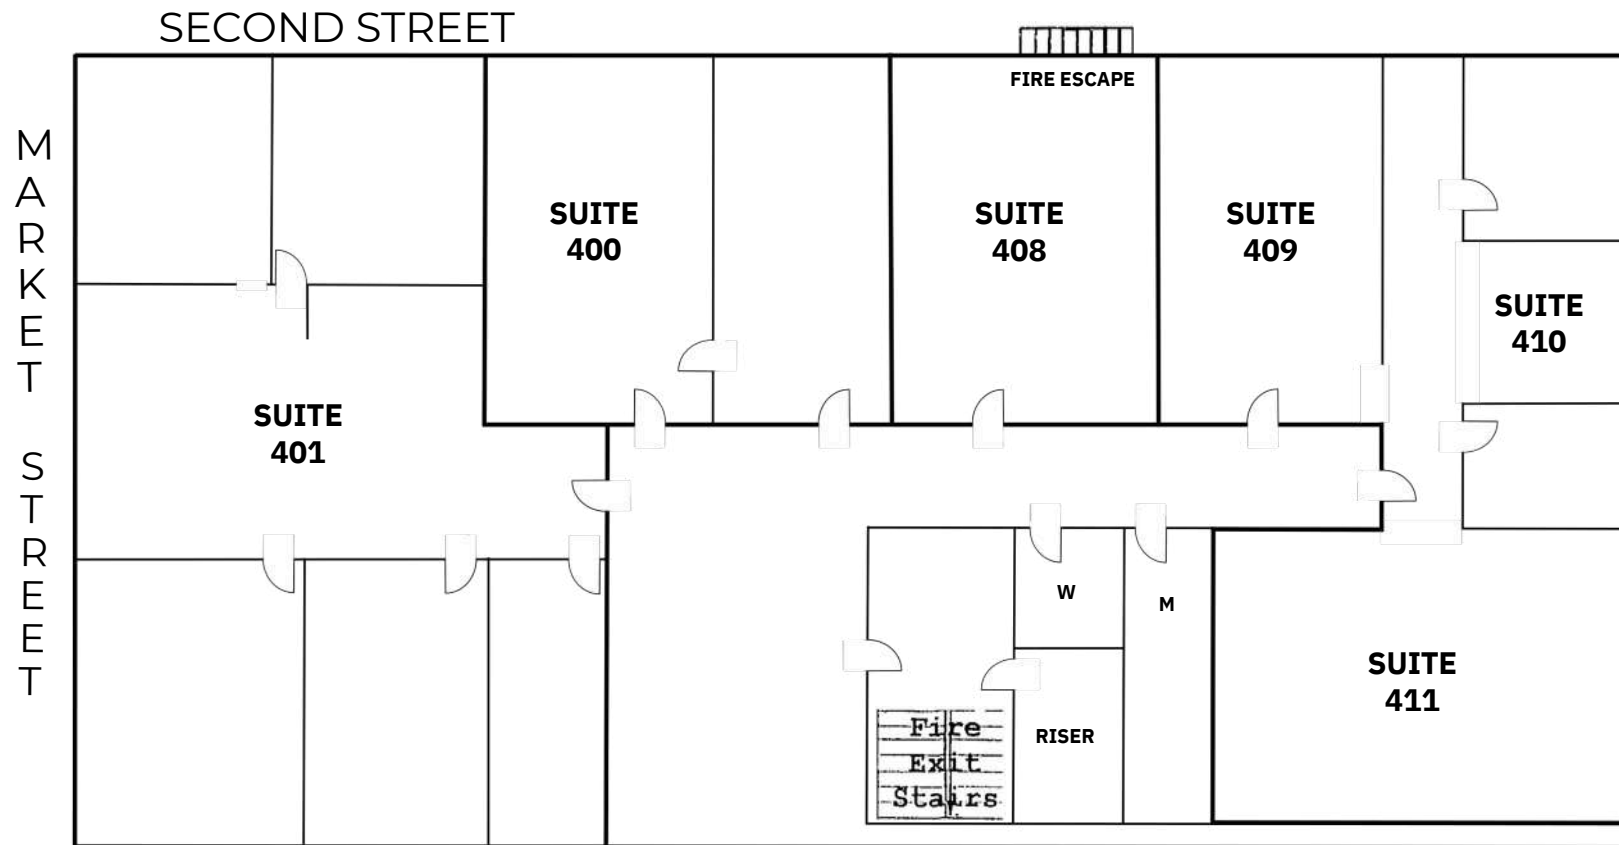 SECOND STREET
MARKET STREET
FIRE ESCAPE
SUITE
400
SUITE
408
SUITE
409
SUITE
410
SUITE
401
W
M
SUITE
411
RISER
Fire
Exit
Stairs